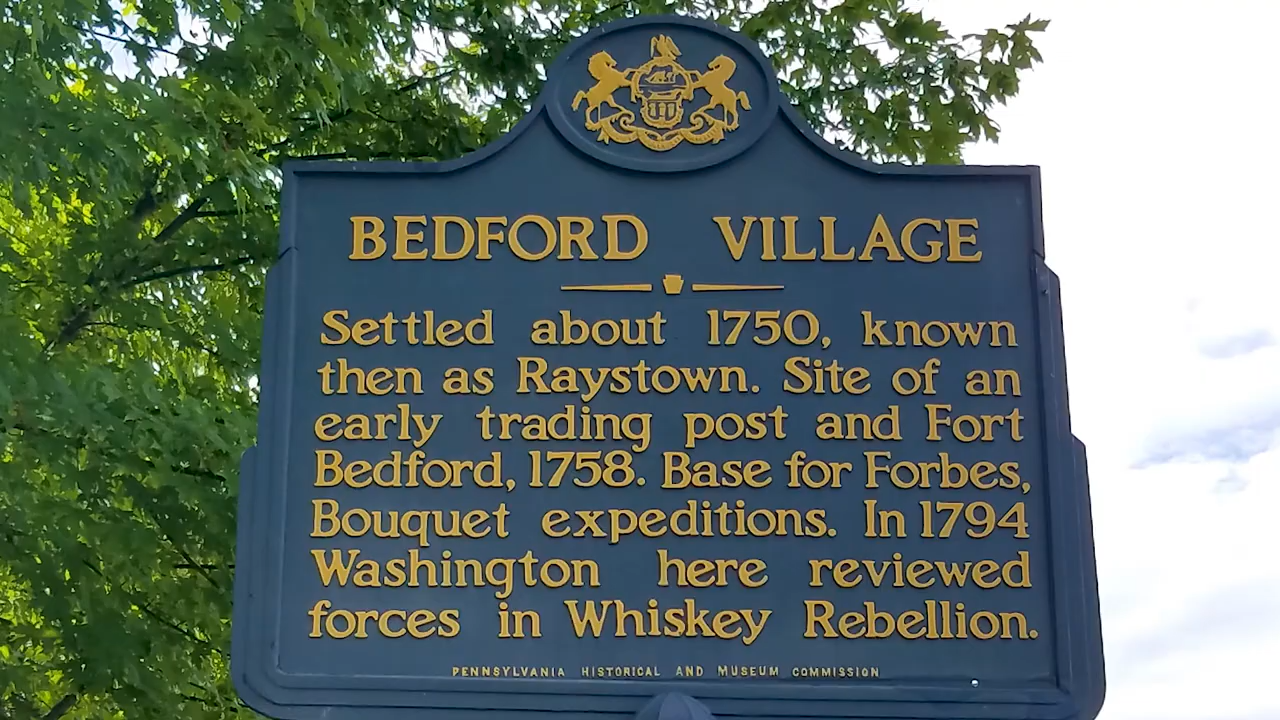 BEDFORD VILLAGE
Settled about 1750, known
then as Raystown. Site of an
early trading post and Fort
Bedford, 1758. Base for Forbes,
Bouquet expeditions. In 1794
Washington here reviewed
forces in Whiskey Rebellion.
PENNSYLVANIA HISTORICAL AND MUSEUM COMMISSION